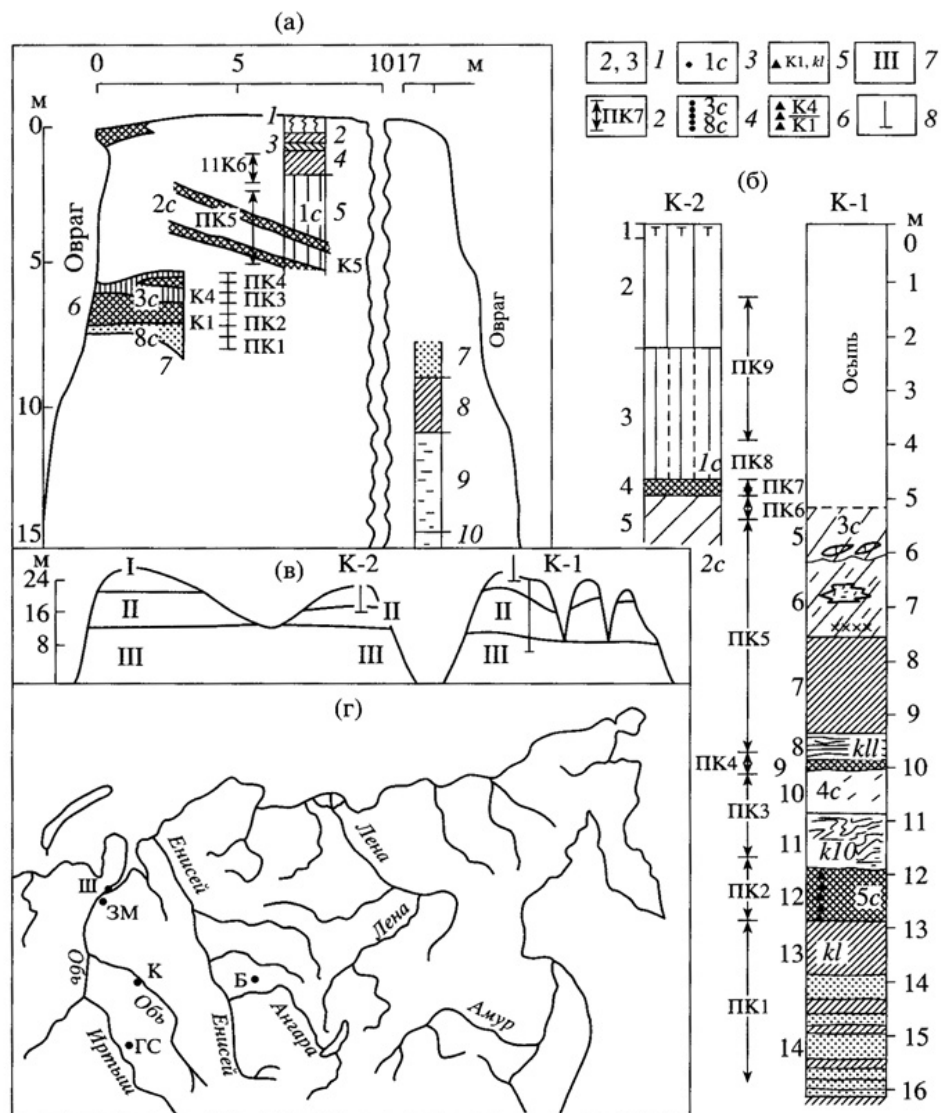 (а)
м 0 5 10 17 м
м
0
5
10
15
Овраг
Овраг
1
2
3
4
11К6
2с
ПК5
1с
5
К5
ПК4
6
3с
К4
ПК3
К1
ПК2
8с
ПК1
7
7
8
9
10
2, 3 1
1с 3
К1, kl 5
III 7
ПК7 2
3с
8с 4
К4
К1 6
8
(б)
К-2 К-1 м
1
2
3
1с
4
5
2с
ПК9
ПК8
ПК7
ПК6
ПК5
ПК4
ПК3
ПК2
ПК1
Осыпь
5
3с
6
7
8
kll
9
10
4с
11
k10
12
5с
13
kl
14
0
1
2
3
4
5
6
7
8
9
10
11
12
13
14
15
16
м
24
16
8
(в)
I К-2 К-1
II II II
III III III
(г)
Ш
ЗМ
Обь
К
Обь
Иртыш
ГС
Енисей
Енисей
Б
Ангара
Лена
Лена
Амур